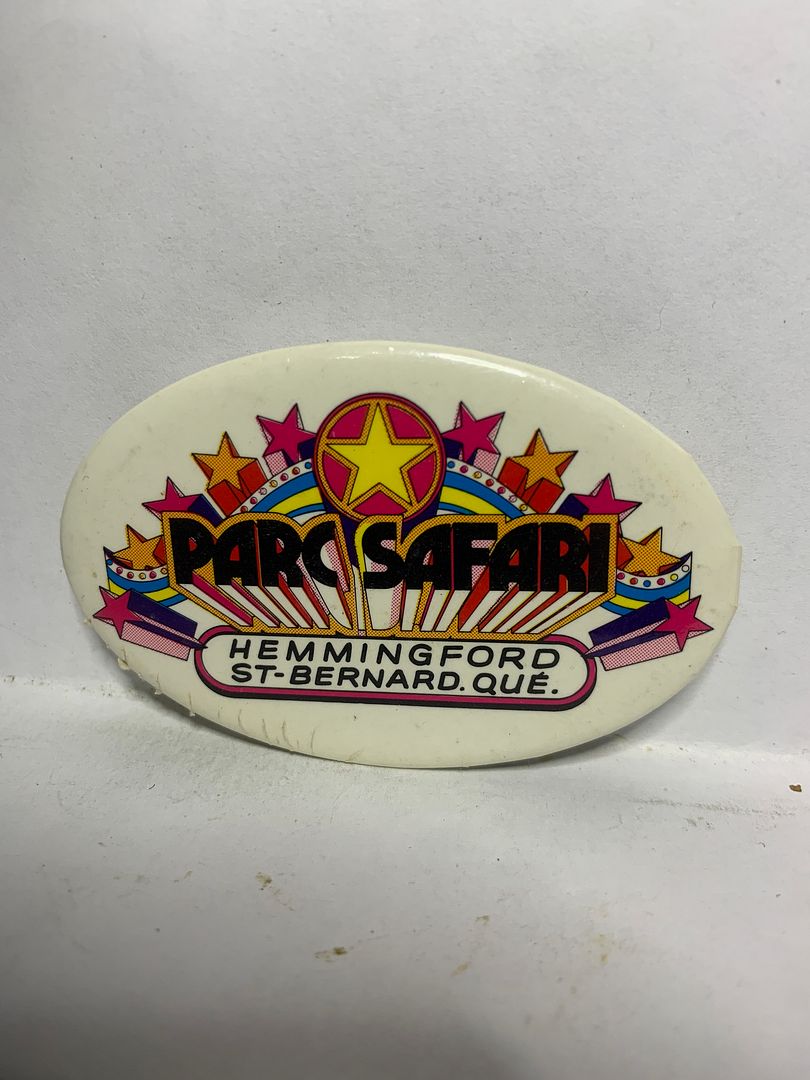 PARC SAFARI
HEMMINGFORD
ST-BERNARD. QUÉ.